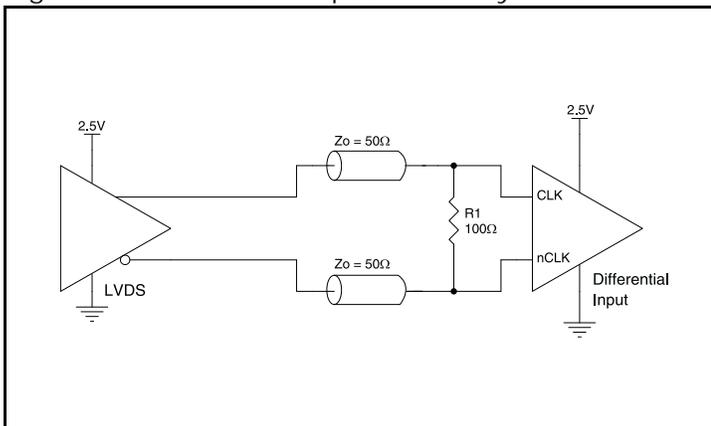 2.5V
2.5V
Zo = 50Ω
CLK
R1
100Ω
Zo = 50Ω
nCLK
LVDS
Differential
Input